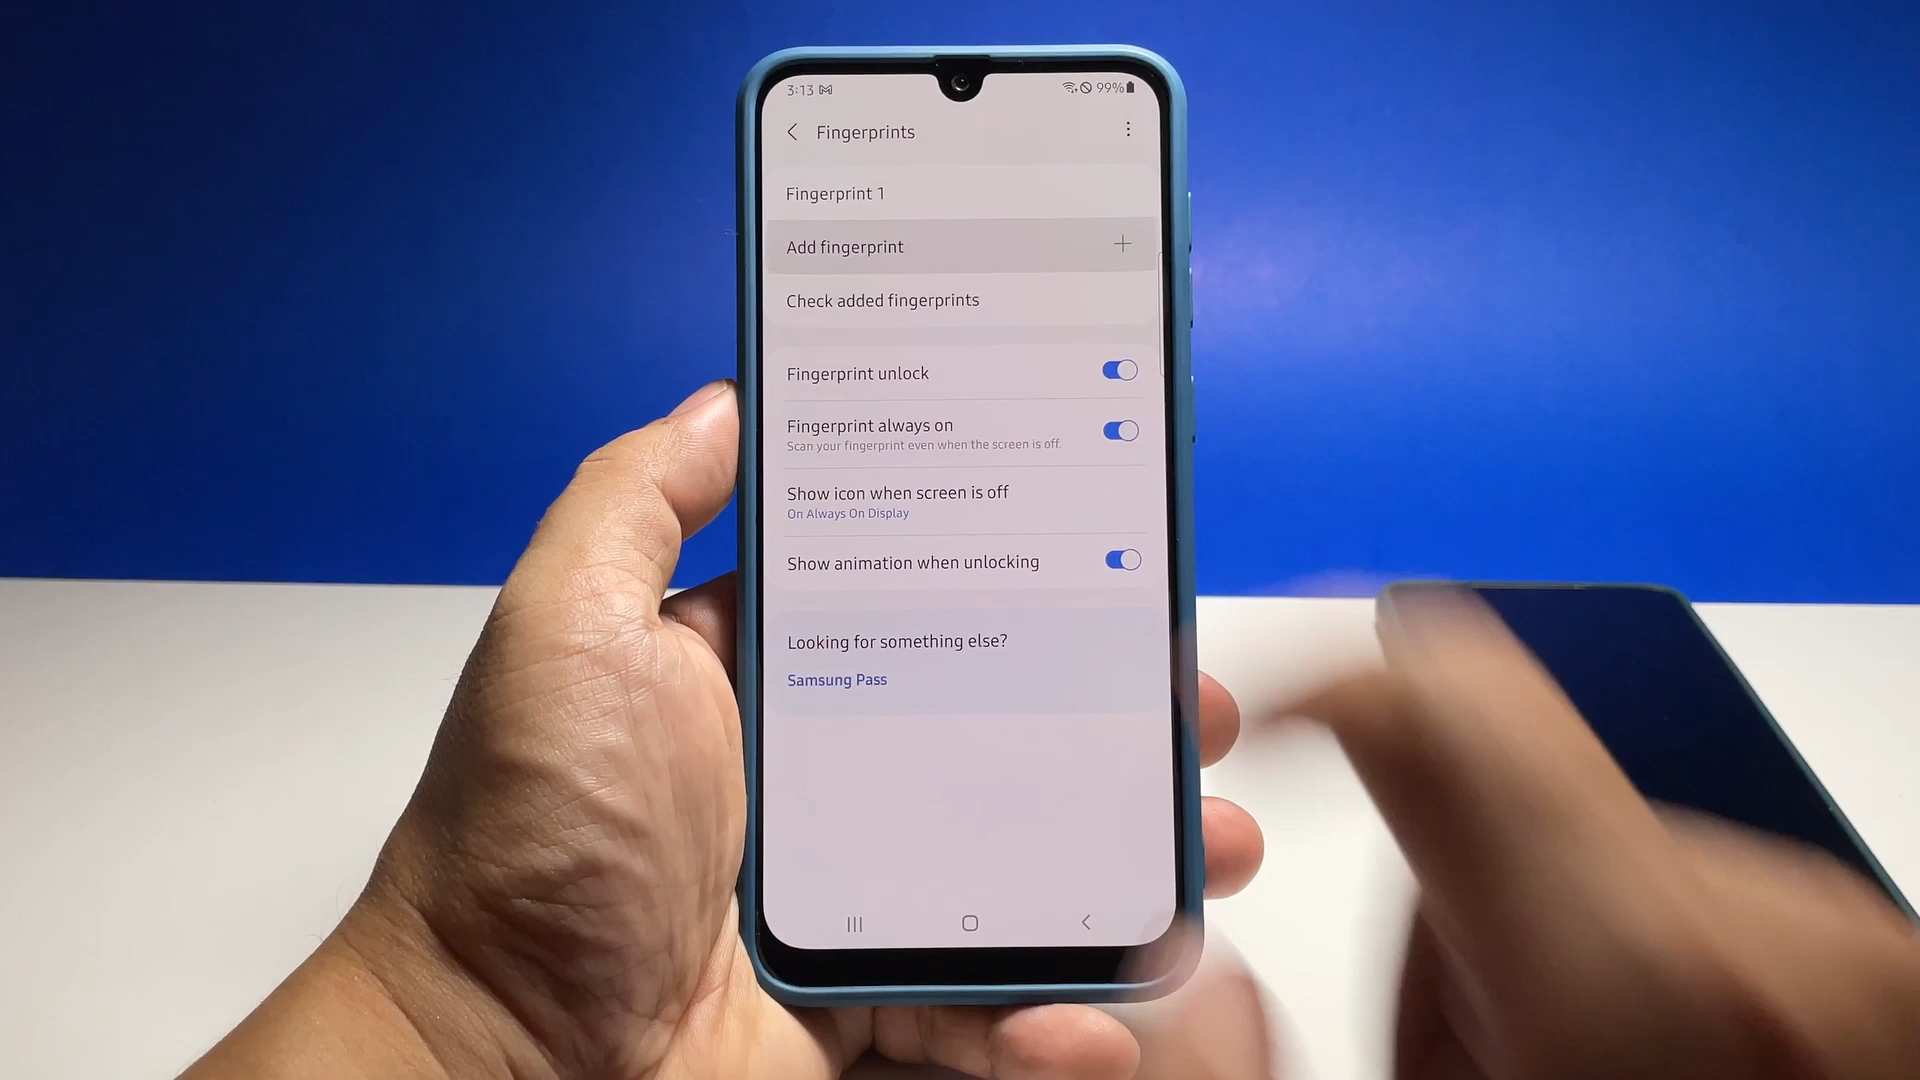 3:13 99%
Fingerprints
Fingerprint 1
Add fingerprint
Check added fingerprints
Fingerprint unlock
Fingerprint always on
Scan your fingerprint even when the screen is off.
Show icon when screen is off
On Always On Display
Show animation when unlocking
Looking for something else?
Samsung Pass